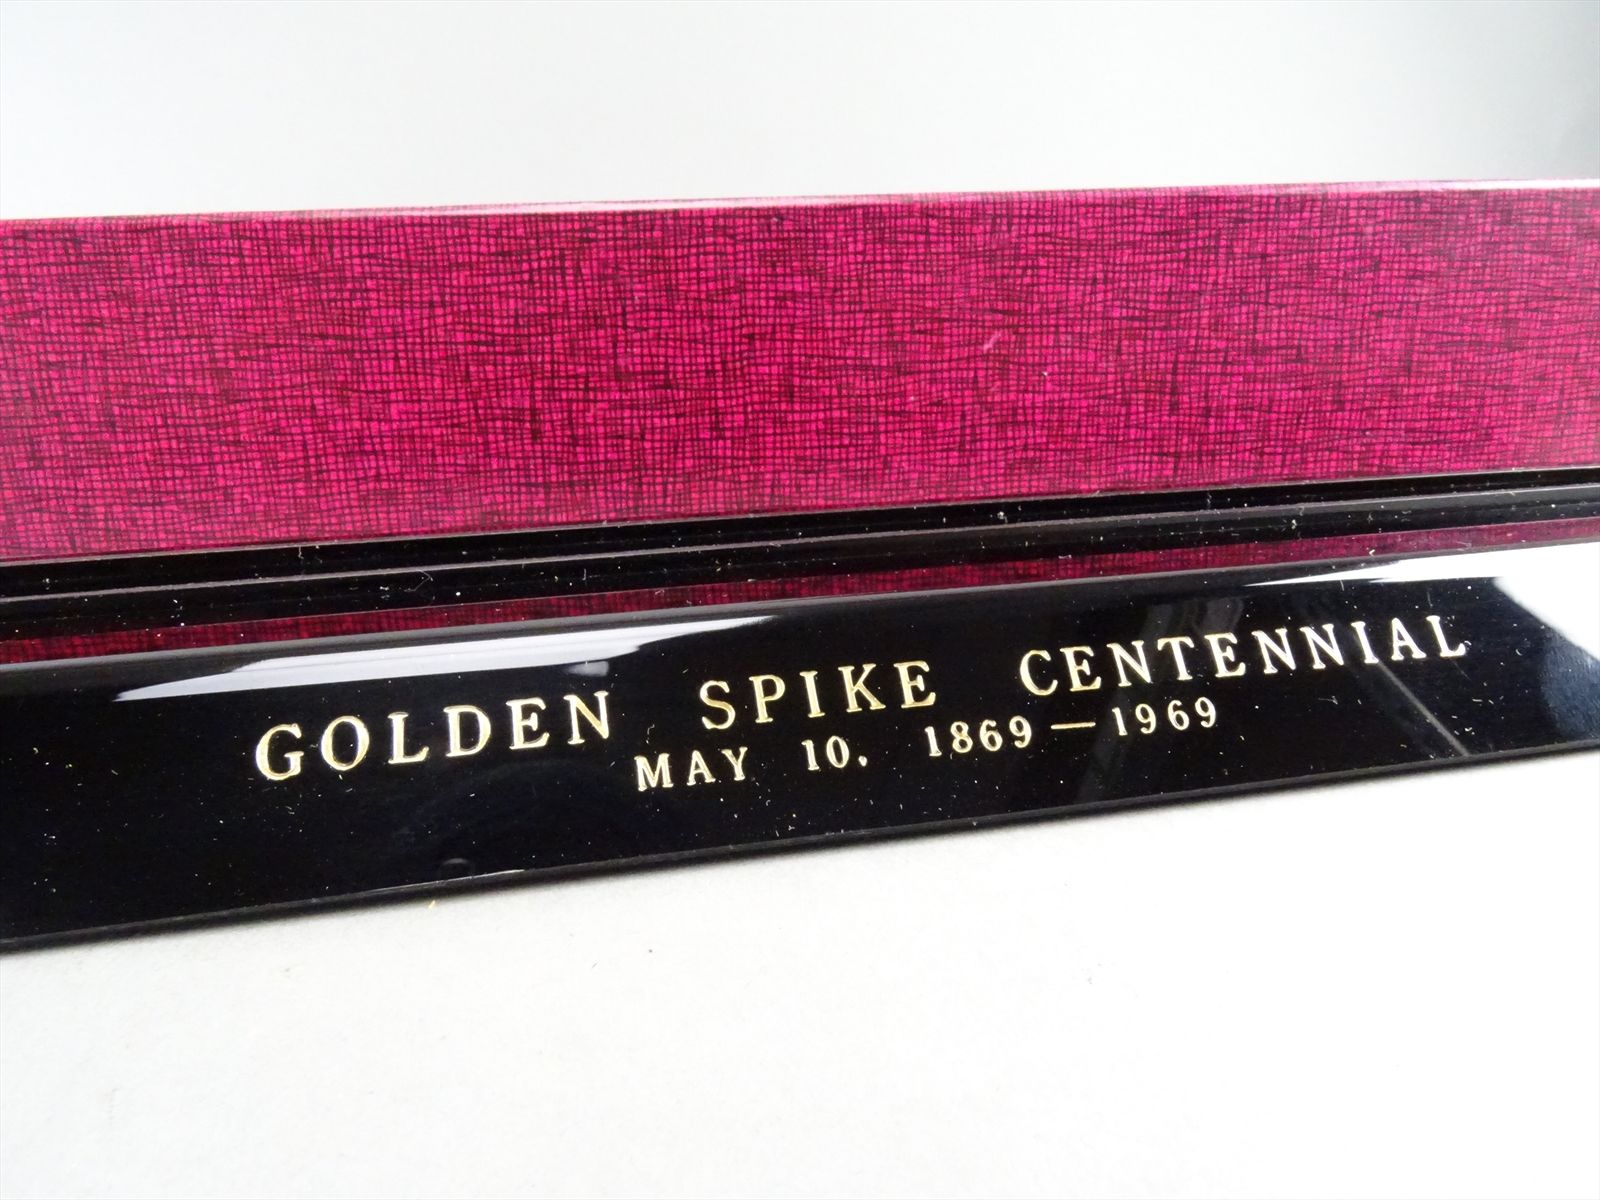 GOLDEN SPIKE CENTENNIAL
MAY 10. 1869—1969